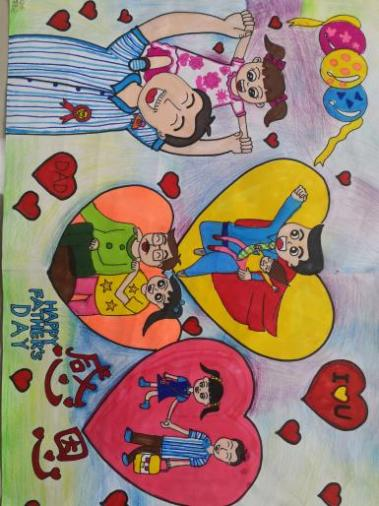 DAD
HAPPY
FATHER'S
DAY
感恩
I ♥ U